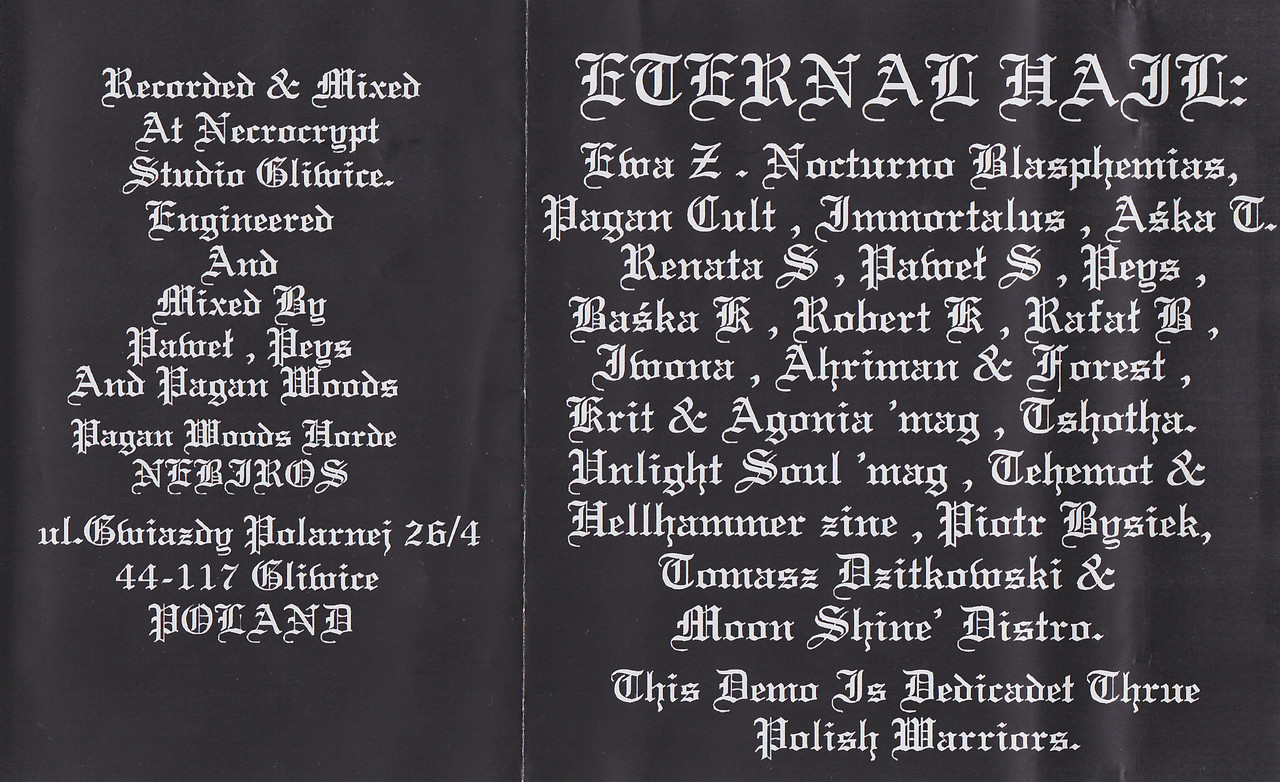 Recorded & Mixed
At Necrocrypt
Studio Gliwice.
Engineered
And
Mixed By
Paweł , Peys
And Pagan Woods
Pagan Woods Horde
NEBIROS
ul.Gwiazdy Polarnej 26/4
44-117 Gliwice
POLAND
ETERNAL HAIL:
Ewa Z . Nocturno Blasphemias,
Pagan Cult , Immortalus , Aśka T.
Renata S , Paweł S , Peys ,
Baśka K , Robert K , Rafał B ,
Iwona , Ahriman & Forest ,
Krit & Agonia 'mag , Tshotha.
Unlight Soul 'mag , Tehemot &
Hellhammer zine , Piotr Bysiek,
Tomasz Dzitkowski &
Moon Shine' Distro.
This Demo Is Dedicadet Thrue
Polish Warriors.